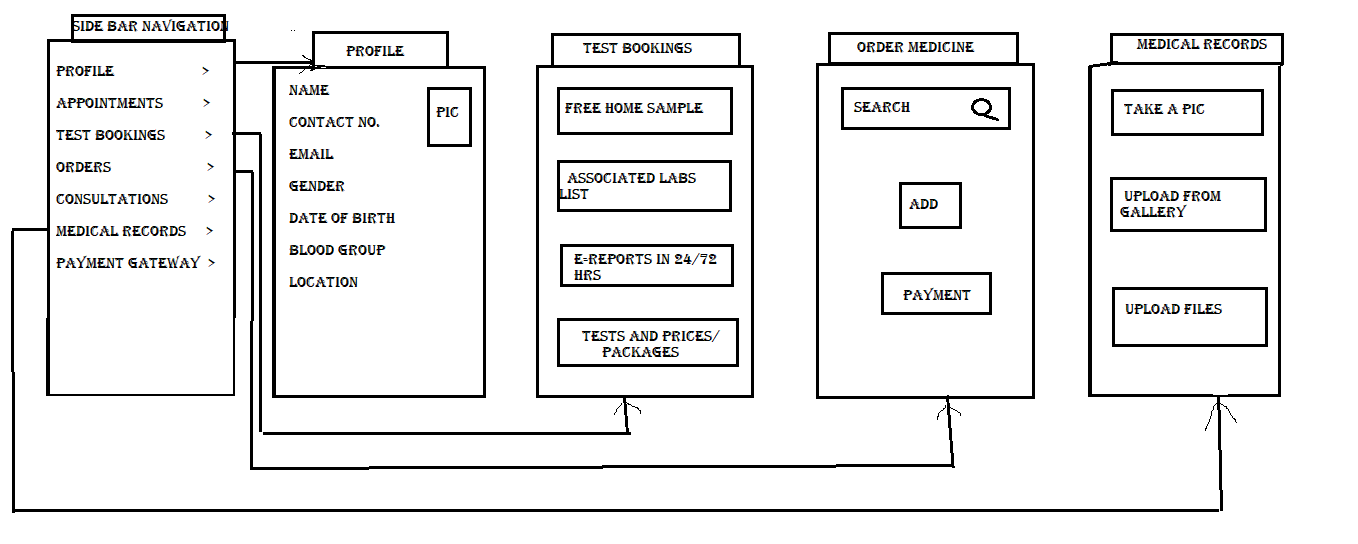 SIDE BAR NAVIGATION
PROFILE >
APPOINTMENTS >
TEST BOOKINGS >
ORDERS >
CONSULTATIONS >
MEDICAL RECORDS >
PAYMENT GATEWAY >
PROFILE
NAME
PIC
CONTACT NO.
EMAIL
GENDER
DATE OF BIRTH
BLOOD GROUP
LOCATION
TEST BOOKINGS
FREE HOME SAMPLE
ASSOCIATED LABS
LIST
E-REPORTS IN 24/72
HRS
TESTS AND PRICES/
PACKAGES
ORDER MEDICINE
SEARCH
ADD
PAYMENT
MEDICAL RECORDS
TAKE A PIC
UPLOAD FROM
GALLERY
UPLOAD FILES